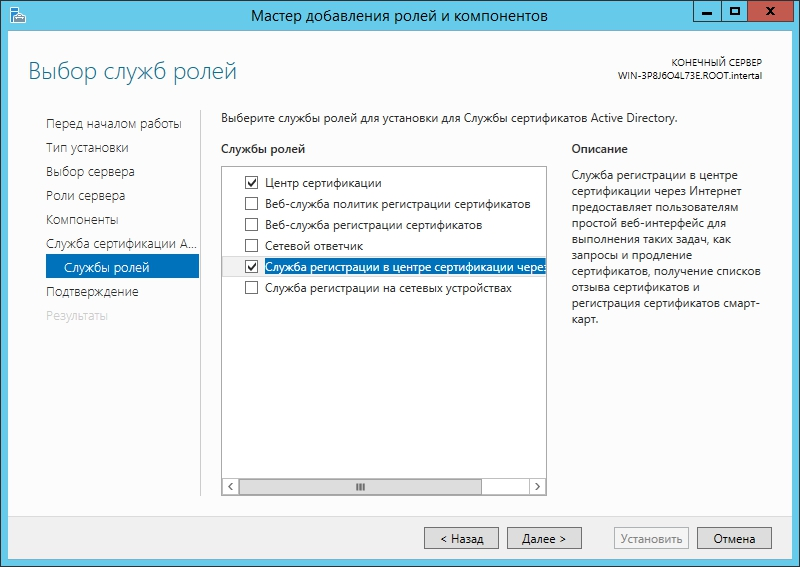 Мастер добавления ролей и компонентов
Выбор служб ролей
КОНЕЧНЫЙ СЕРВЕР
WIN-3P8J6O4L73E.ROOT.intertal
Перед началом работы
Тип установки
Выбор сервера
Роли сервера
Компоненты
Служба сертификации A...
Службы ролей
Подтверждение
Результаты
Выберите службы ролей для установки для Службы сертификатов Active Directory.
Службы ролей
Центр сертификации
Веб-служба политик регистрации сертификатов
Веб-служба регистрации сертификатов
Сетевой ответчик
Служба регистрации в центре сертификации через
Служба регистрации на сетевых устройствах
Описание
Служба регистрации в центре
сертификации через Интернет
предоставляет пользователям
простой веб-интерфейс для
выполнения таких задач, как
запросы и продление
сертификатов, получение списков
отзыва сертификатов и
регистрация сертификатов смарт-
карт.
< Назад
Далее >
Установить
Отмена